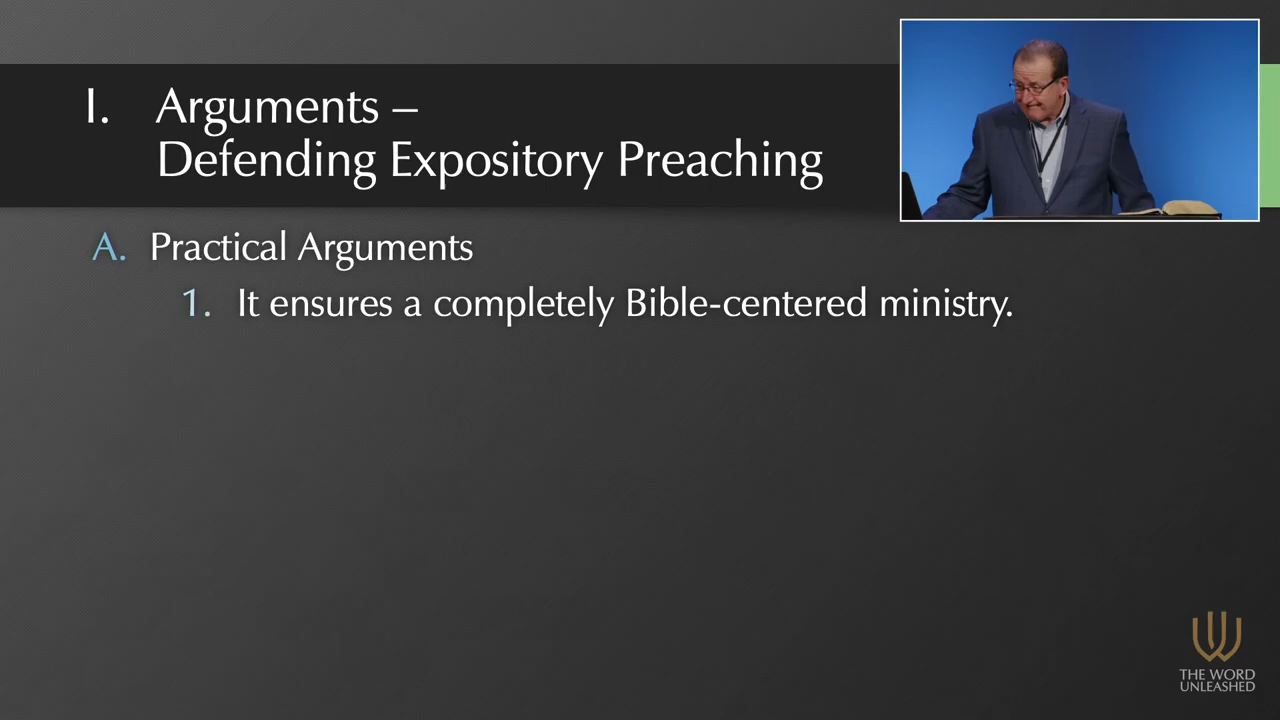 I. Arguments –
Defending Expository Preaching
A. Practical Arguments
1. It ensures a completely Bible-centered ministry.
THE WORD
UNLEASHED